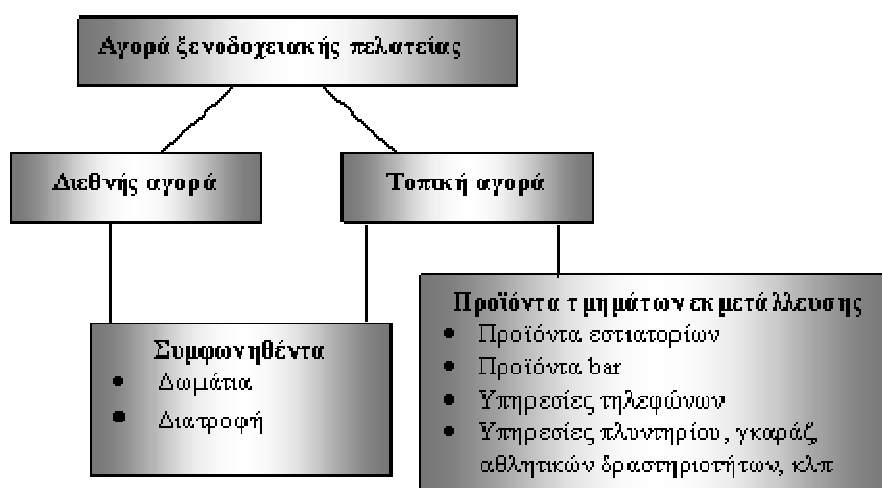 Αγορά ξενοδοχειακής πελατείας
Διεθνής αγορά
Τοπική αγορά
Συμφωνηθέντα
• Δωμάτια
• Διατροφή
Προϊόντα τμημάτων εκμετάλλευσης
• Προϊόντα εστιατορίων
• Προϊόντα bar
• Υπηρεσίες τηλεφώνων
• Υπηρεσίες πλυντηρίου, γκαράζ,
αθλητικών δραστηριοτήτων, κλπ